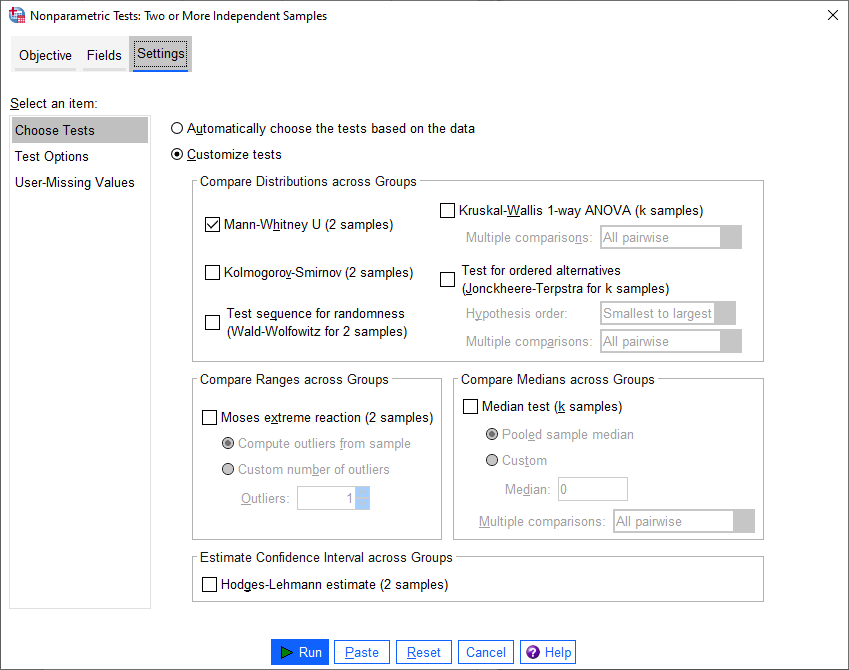 Nonparametric Tests: Two or More Independent Samples
Objective Fields Settings
Select an item:
Choose Tests
Test Options
User-Missing Values
Automatically choose the tests based on the data
Customize tests
Compare Distributions across Groups
Mann-Whitney U (2 samples)
Kolmogorov-Smirnov (2 samples)
Test sequence for randomness
(Wald-Wolfowitz for 2 samples)
Kruskal-Wallis 1-way ANOVA (k samples)
Multiple comparisons: All pairwise
Test for ordered alternatives
(Jonckheere-Terpstra for k samples)
Hypothesis order: Smallest to largest
Multiple comparisons: All pairwise
Compare Ranges across Groups
Moses extreme reaction (2 samples)
Compute outliers from sample
Custom number of outliers
Outliers: 1
Compare Medians across Groups
Median test (k samples)
Pooled sample median
Custom
Median: 0
Multiple comparisons: All pairwise
Estimate Confidence Interval across Groups
Hodges-Lehmann estimate (2 samples)
Run Paste Reset Cancel ? Help